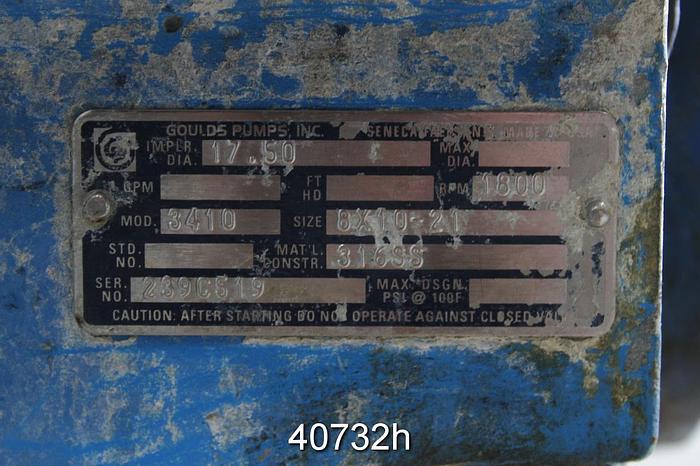 GOULDS PUMPS, INC. SENECA FALLS, N.Y. MADE IN USA
IMPLR. DIA. 17.50 MAX. DIA.
GPM FT HD RPM 1800
MOD. 3410 SIZE 8X10-21
STD. NO. MAT'L. CONSTR. 316SS
SER. NO. 239C519 MAX. DSGN. PSI @ 100F
CAUTION: AFTER STARTING DO NOT OPERATE AGAINST CLOSED VALVE
40732h